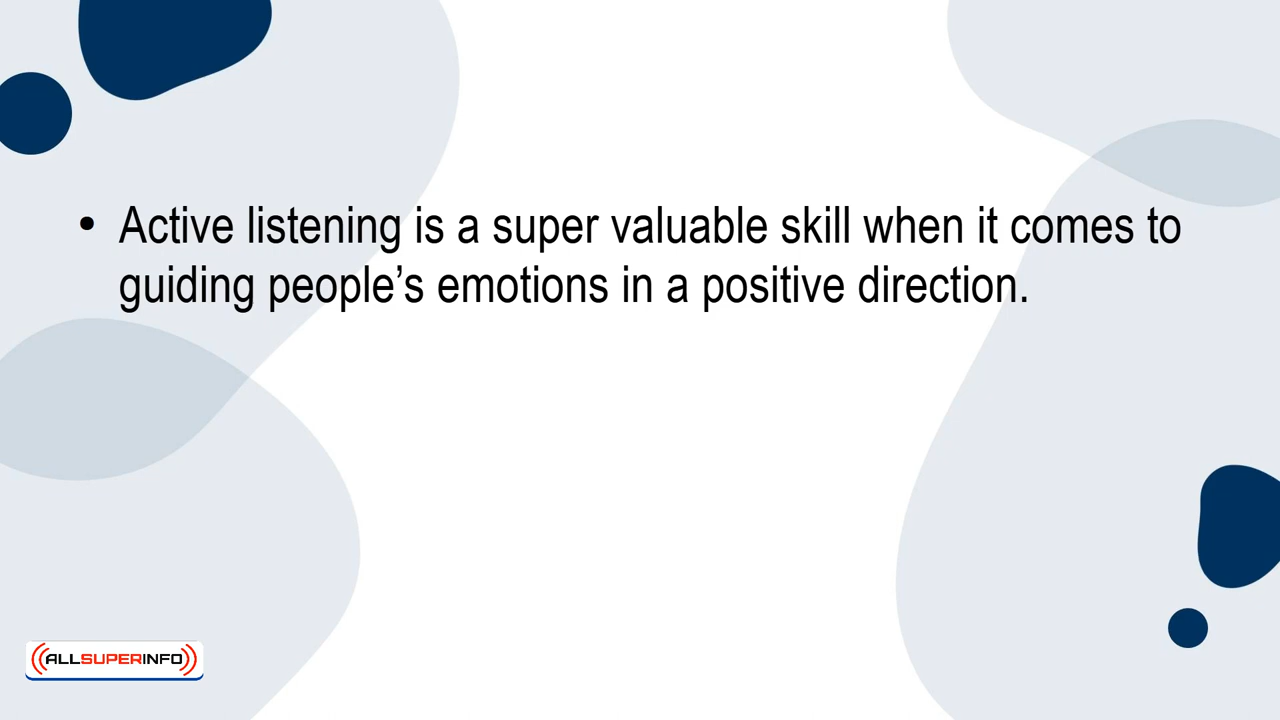 • Active listening is a super valuable skill when it comes to
guiding people’s emotions in a positive direction.
ALLSUPERINFO